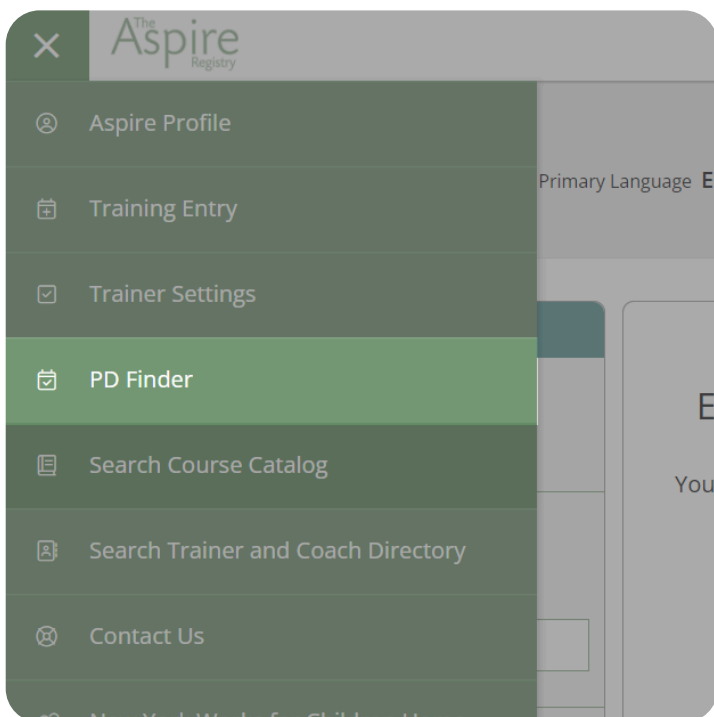 The
Aspire
Registry
Aspire Profile
Primary Language E
Training Entry
Trainer Settings
PD Finder
E
Search Course Catalog
You
Search Trainer and Coach Directory
Contact Us